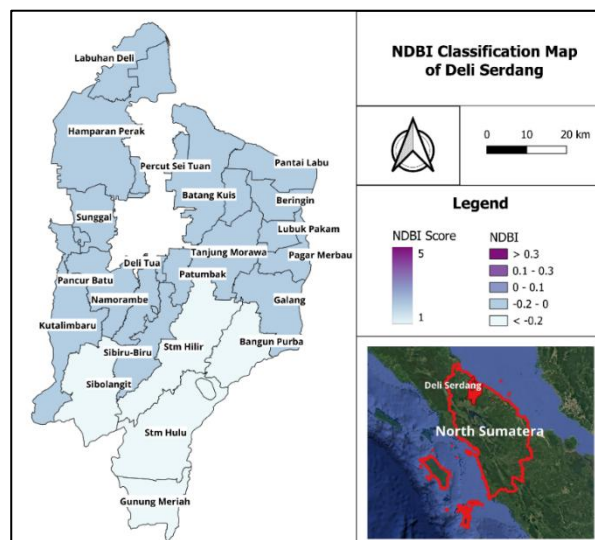 NDBI Classification Map
of Deli Serdang
0 10 20 km
Legend
NDBI Score
5
1
NDBI
> 0.3
0.1 - 0.3
0 - 0.1
-0.2 - 0
< -0.2
Labuhan Deli
Hamparan Perak
Percut Sei Tuan
Pantai Labu
Batang Kuis
Beringin
Sunggal
Lubuk Pakam
Tanjung Morawa
Pagar Merbau
Deli Tua
Patumbak
Pancur Batu
Namorambe
Galang
Kutalimbaru
Stm Hilir
Bangun Purba
Sibiru-Biru
Sibolangit
Stm Hulu
Gunung Meriah
Deli Serdang
North Sumatera